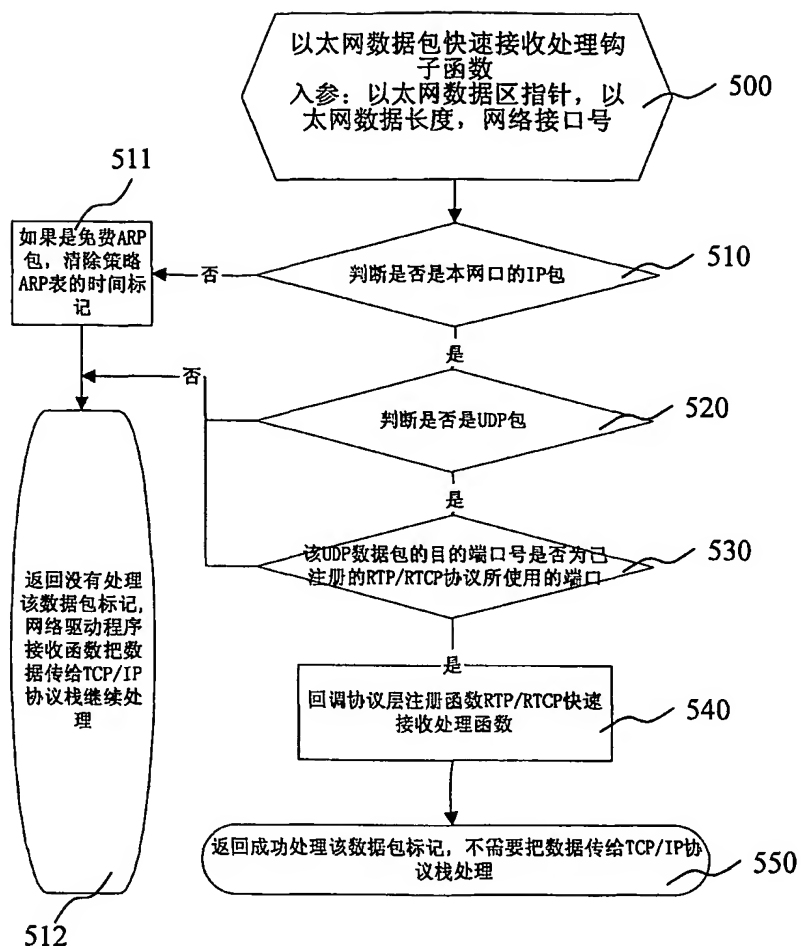 以太网数据包快速接收处理钩
子函数
入参：以太网数据区指针，以
太网数据长度，网络接口号
500
511
如果是免费ARP
包，消除策略
ARP表的时间标
记
否
判断是否是本网口的IP包
510
是
否
判断是否是UDP包
520
是
该UDP数据包的目的端口号是否为已
注册的RTP/RTCP协议所使用的端口
530
是
返回没有处理
该数据包标记，
网络驱动程序
接收函数把数
据传给TCP/IP
协议栈继续处
理
512
回调协议层注册函数RTP/RTCP快速
接收处理函数
540
返回成功处理该数据包标记，不需要把数据传给TCP/IP协
议栈处理
550